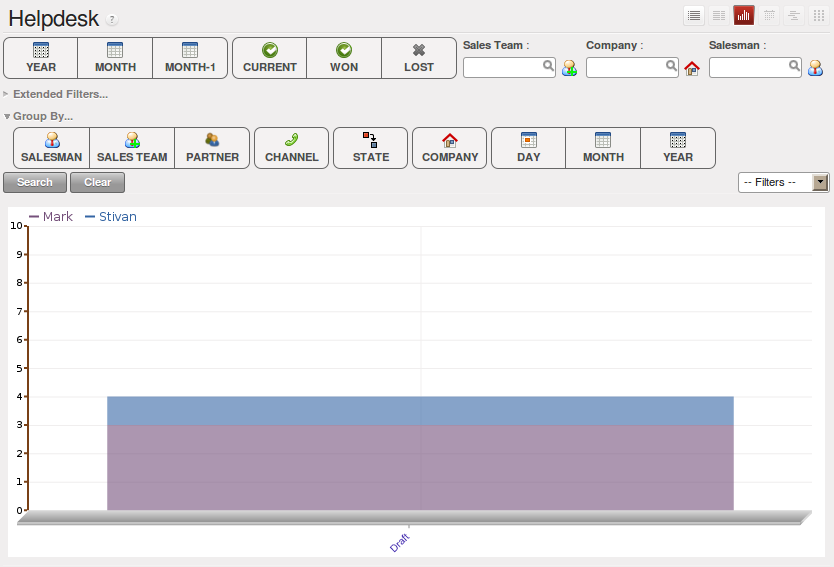 Helpdesk ?
Sales Team : Company : Salesman :
YEAR MONTH MONTH-1 CURRENT WON LOST
Extended Filters...
Group By...
SALESMAN SALES TEAM PARTNER CHANNEL STATE COMPANY DAY MONTH YEAR
Search Clear -- Filters --
Mark Stivan
10
9
8
7
6
5
4
3
2
1
0
Draft